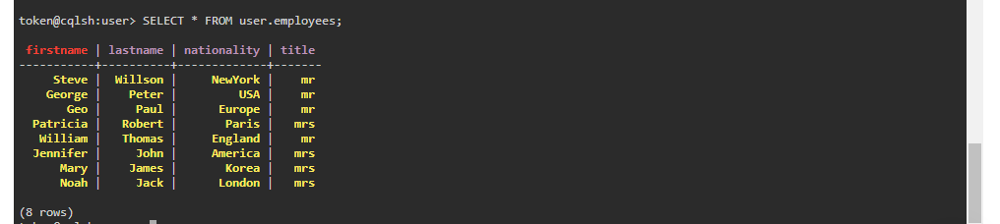 token@cqlsh:user> SELECT * FROM user.employees;
firstname | lastname | nationality | title
-----------+----------+-------------+-------
Steve | Willson | NewYork | mr
George | Peter | USA | mr
Geo | Paul | Europe | mr
Patricia | Robert | Paris | mrs
William | Thomas | England | mr
Jennifer | John | America | mrs
Mary | James | Korea | mrs
Noah | Jack | London | mrs
(8 rows)